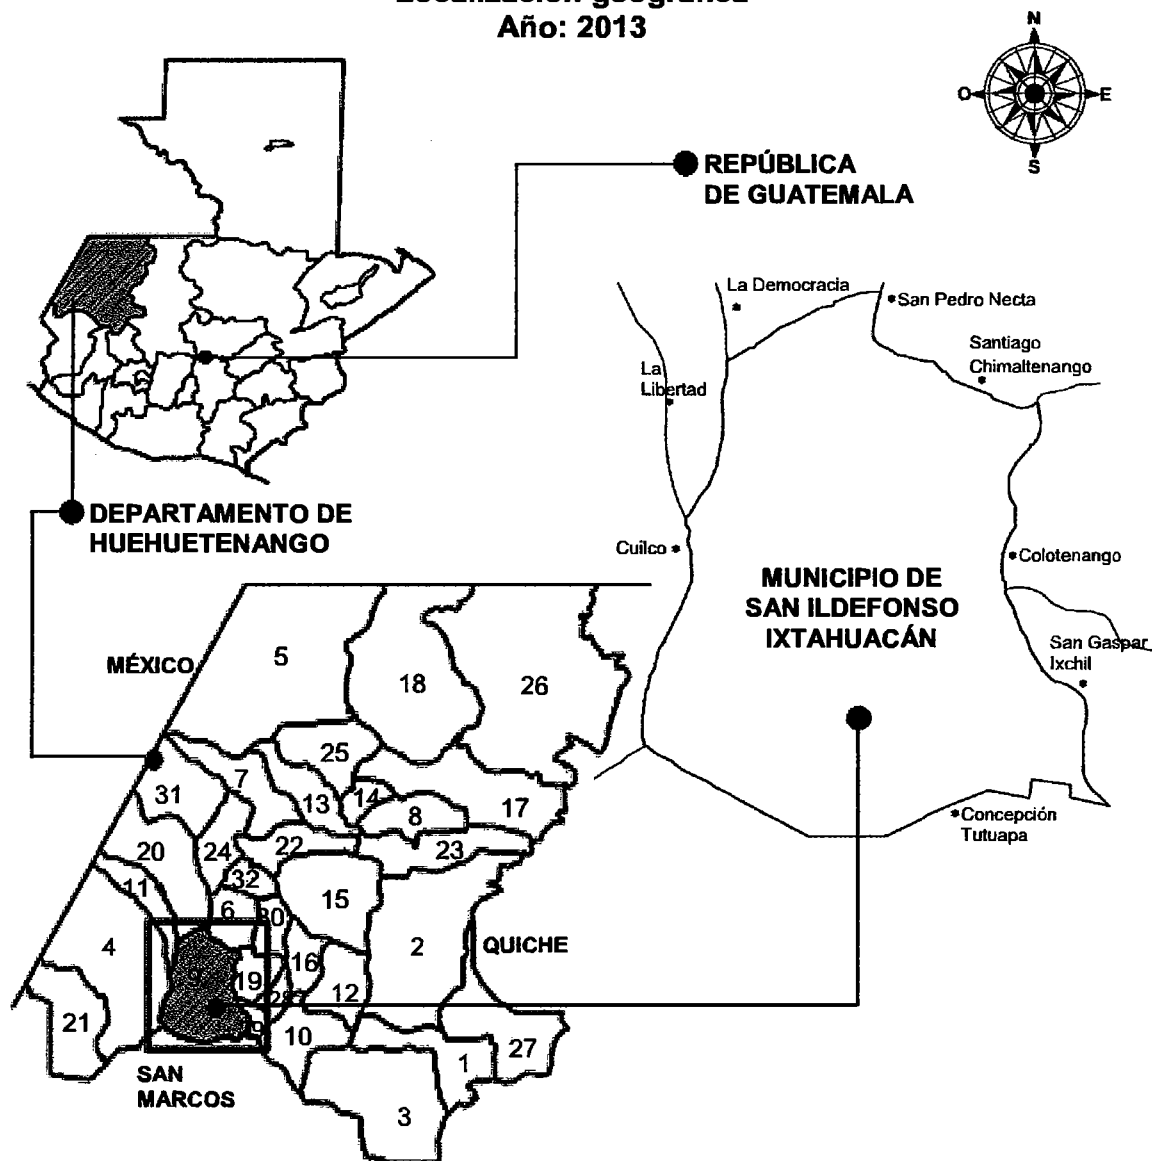 Localización geográfica
Año: 2013
N
O
E
S
REPÚBLICA
DE GUATEMALA
La Democracia
San Pedro Necta
Santiago
Chimaltenango
La
Libertad
DEPARTAMENTO DE
HUEHUETENANGO
Cuilco
Colotenango
MUNICIPIO DE
SAN ILDEFONSO
IXTAHUACÁN
San Gaspar
Ixchil
Concepción
Tutuapa
MÉXICO
5
18
26
25
7
31
13
14
8
17
20
24
22
23
11
32
15
6
4
2
QUICHE
19
16
12
21
10
1
27
3
SAN
MARCOS